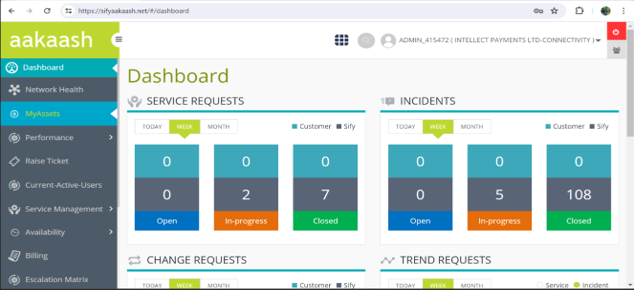 https://sifyaakaash.net/#/dashboard
aakaash
ADMIN_415472 ( INTELLECT PAYMENTS LTD-CONNECTIVITY )
Dashboard
Network Health
MyAssets
Performance
Raise Ticket
Current-Active-Users
Service Management
Availability
Billing
Escalation Matrix
Dashboard
SERVICE REQUESTS
TODAY WEEK MONTH Customer Sify
0 0 0
0 2 7
Open In-progress Closed
INCIDENTS
TODAY WEEK MONTH Customer Sify
0 0 0
0 5 108
Open In-progress Closed
CHANGE REQUESTS
TODAY WEEK MONTH Customer Sify
TREND REQUESTS
TODAY WEEK MONTH Service Incident